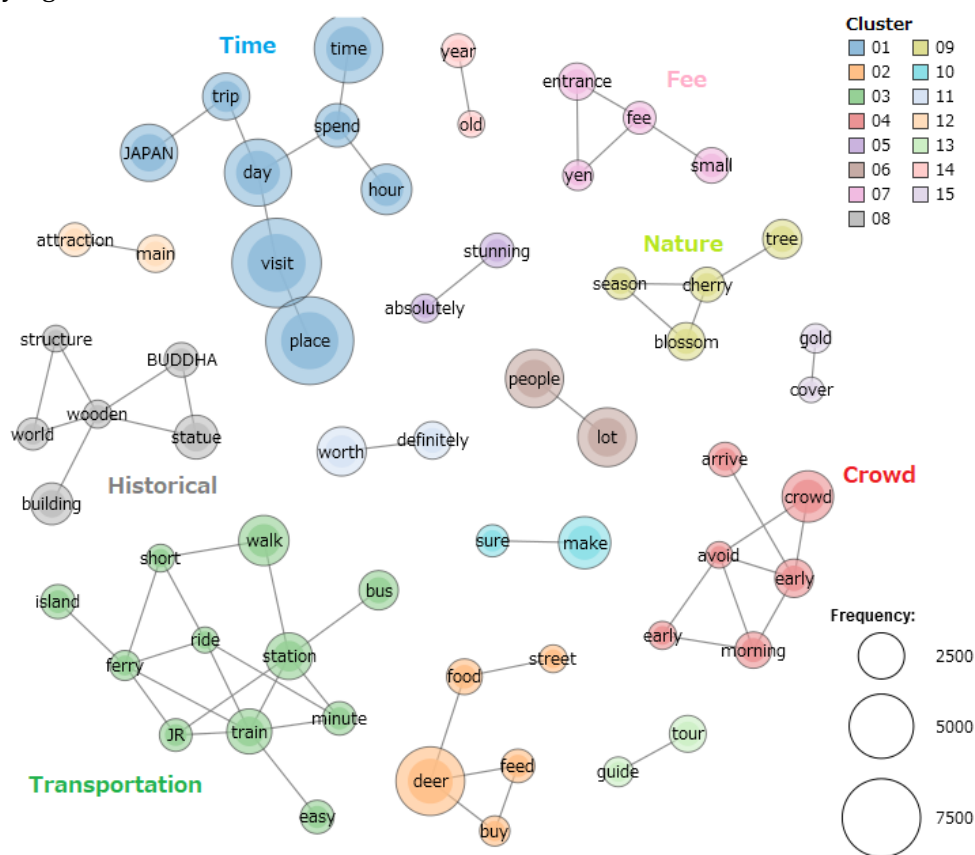 Time
time
year
trip
entrance
Fee
fee
JAPAN
spend
old
day
hour
yen
small
attraction
main
visit
stunning
absolutely
Nature
tree
season
cherry
blossom
place
structure
BUDDHA
wooden
world
statue
building
Historical
people
lot
gold
cover
worth
definitely
arrive
Crowd
crowd
sure
make
avoid
early
early
morning
short
walk
island
bus
ride
ferry
station
JR
train
minute
easy
Transportation
food
street
deer
feed
buy
tour
guide
Cluster
01 09
02 10
03 11
04 12
05 13
06 14
07 15
08
Frequency:
2500
5000
7500